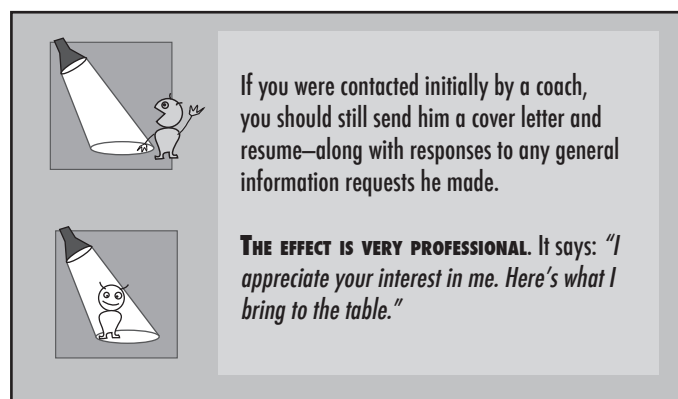 If you were contacted initially by a coach,
you should still send him a cover letter and
resume–along with responses to any general
information requests he made.
THE EFFECT IS VERY PROFESSIONAL. It says: “I
appreciate your interest in me. Here’s what I
bring to the table.”